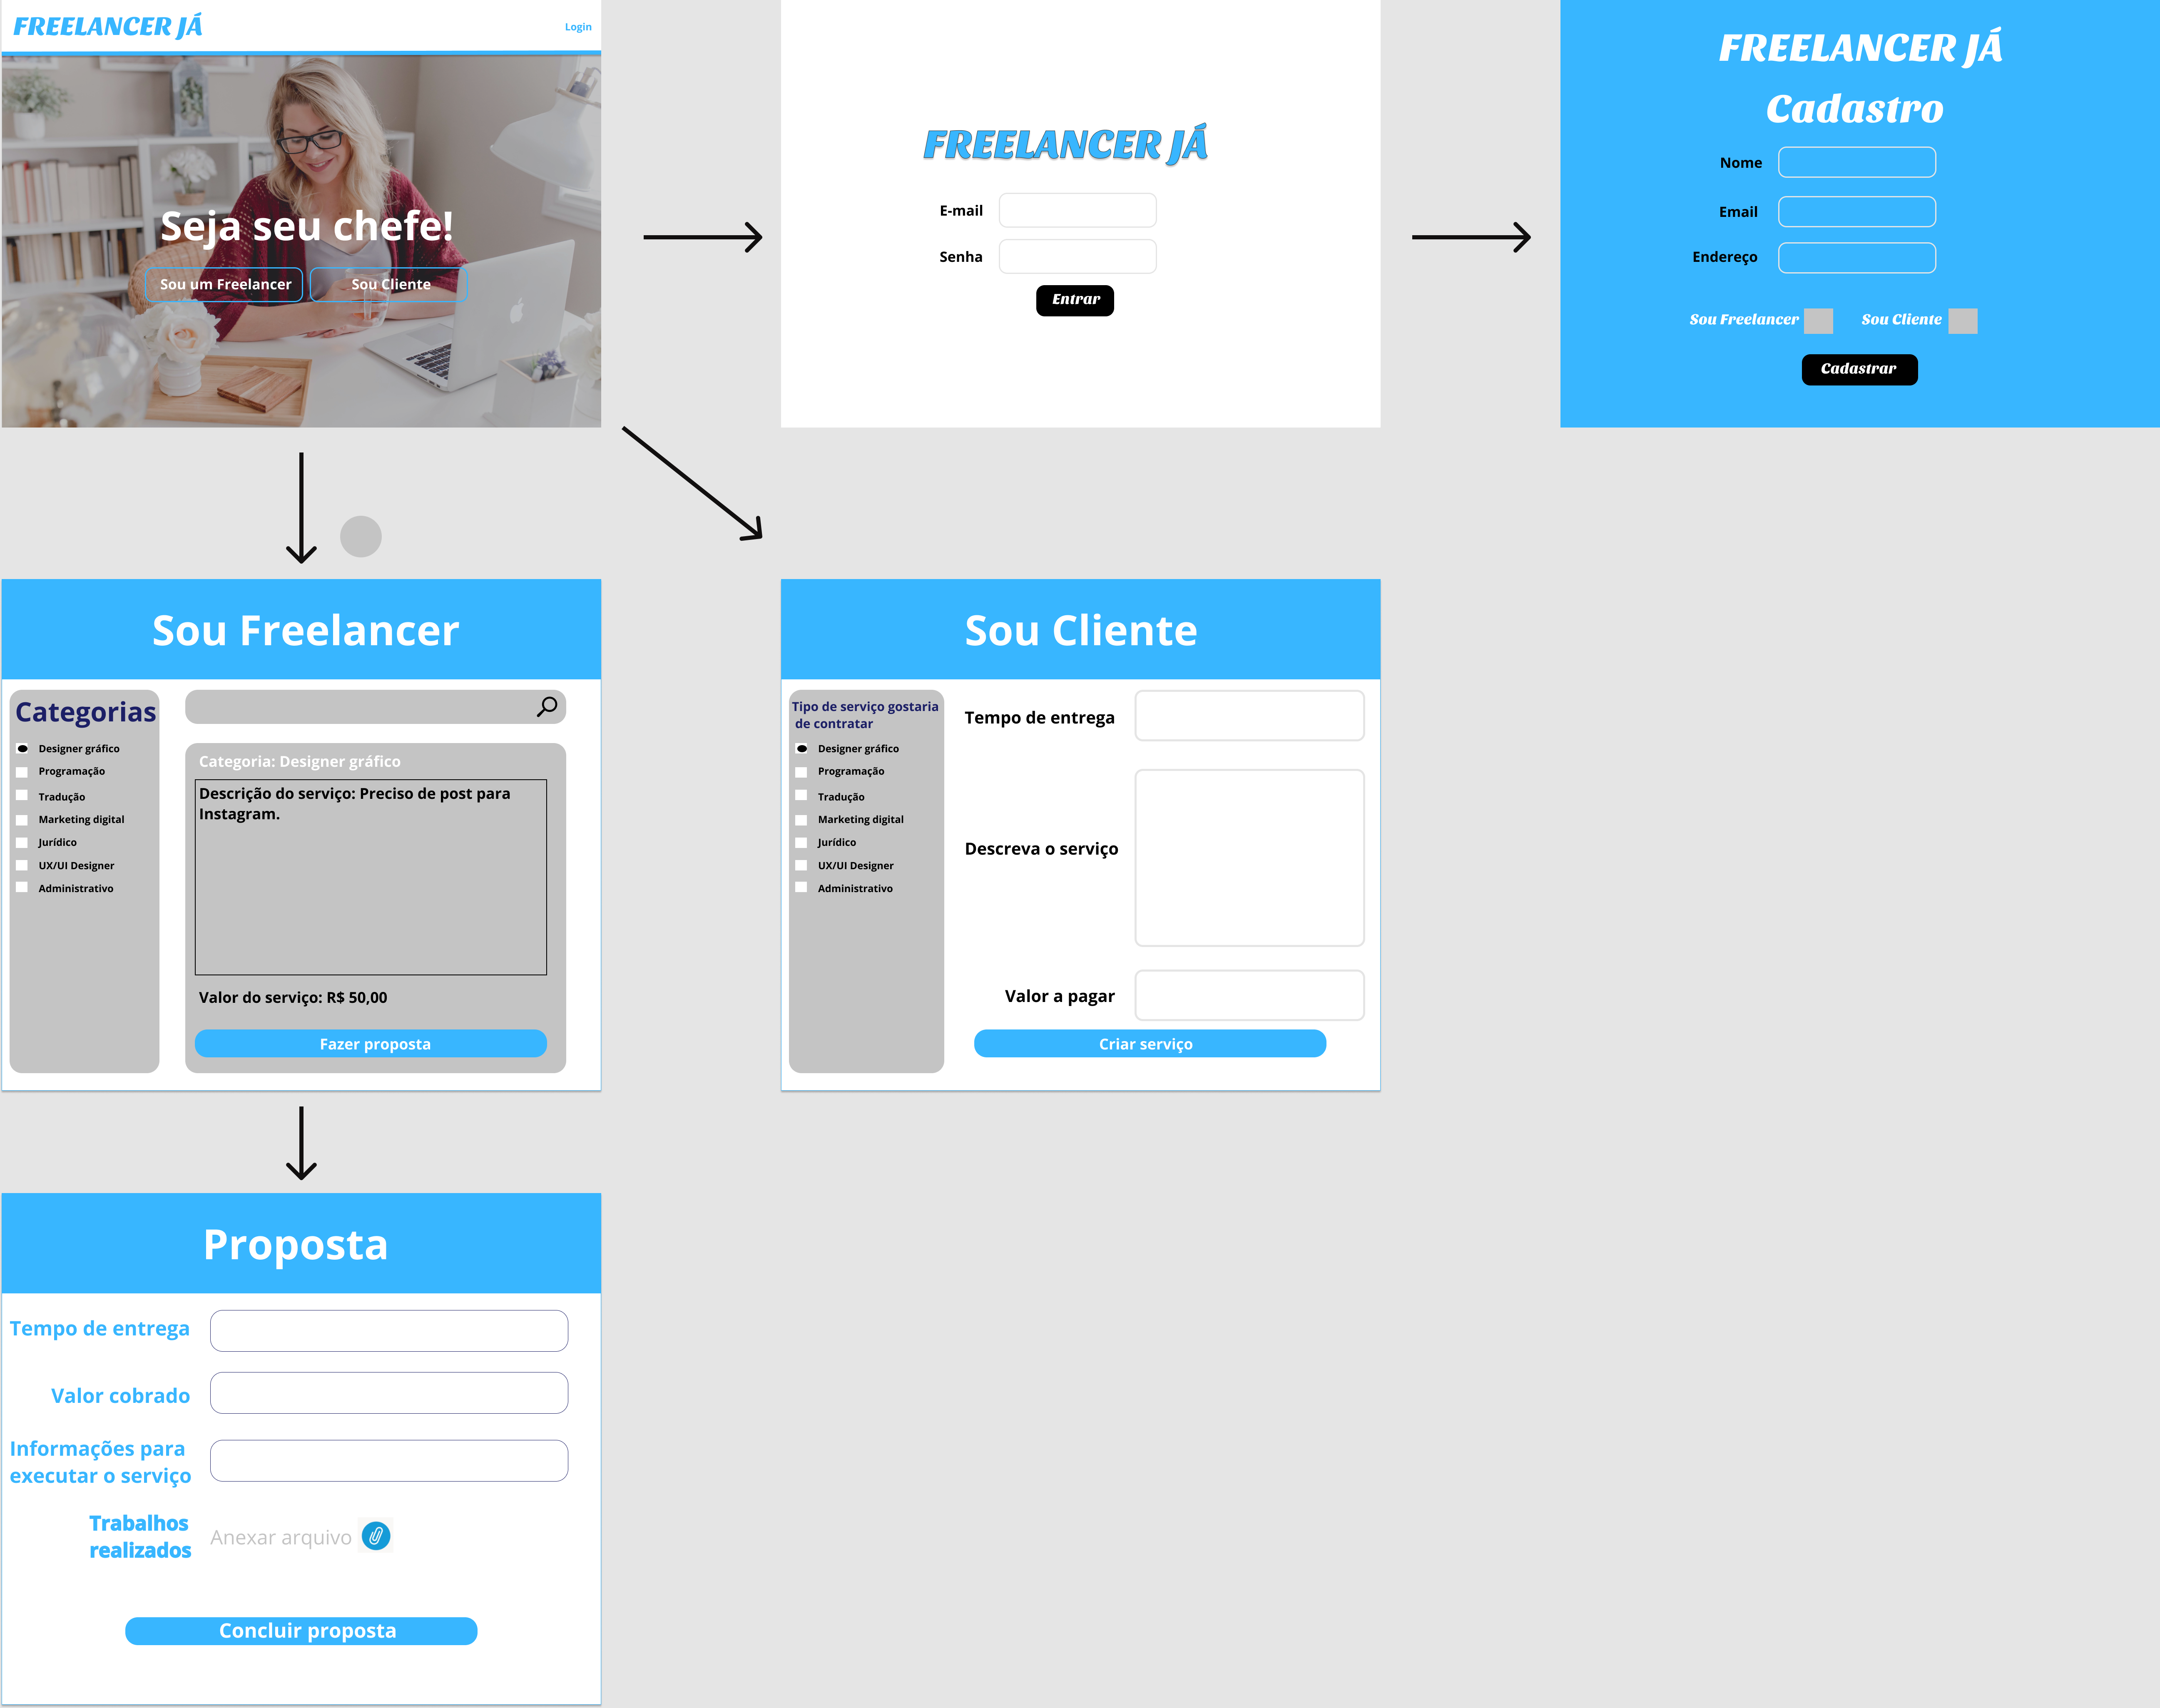 FREELANCER JÁ
Login
Seja seu chefe!
Sou um Freelancer
Sou Cliente
FREELANCER JÁ
E-mail
Senha
Entrar
FREELANCER JÁ
Cadastro
Nome
Email
Endereço
Sou Freelancer
Sou Cliente
Cadastrar
Sou Freelancer
Categorias
Designer gráfico
Programação
Tradução
Marketing digital
Jurídico
UX/UI Designer
Administrativo
Categoria: Designer gráfico
Descrição do serviço: Preciso de post para
Instagram.
Valor do serviço: R$ 50,00
Fazer proposta
Sou Cliente
Tipo de serviço gostaria
de contratar
Designer gráfico
Programação
Tradução
Marketing digital
Jurídico
UX/UI Designer
Administrativo
Tempo de entrega
Descreva o serviço
Valor a pagar
Criar serviço
Proposta
Tempo de entrega
Valor cobrado
Informações para
executar o serviço
Trabalhos
realizados
Anexar arquivo
Concluir proposta